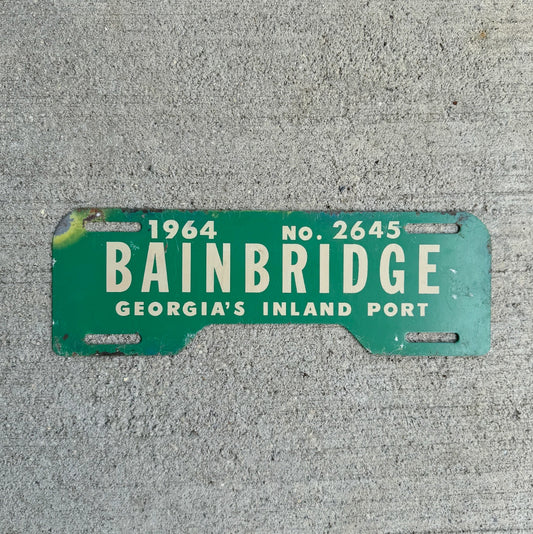 1964 No. 2645
BAINBRIDGE
GEORGIA'S INLAND PORT